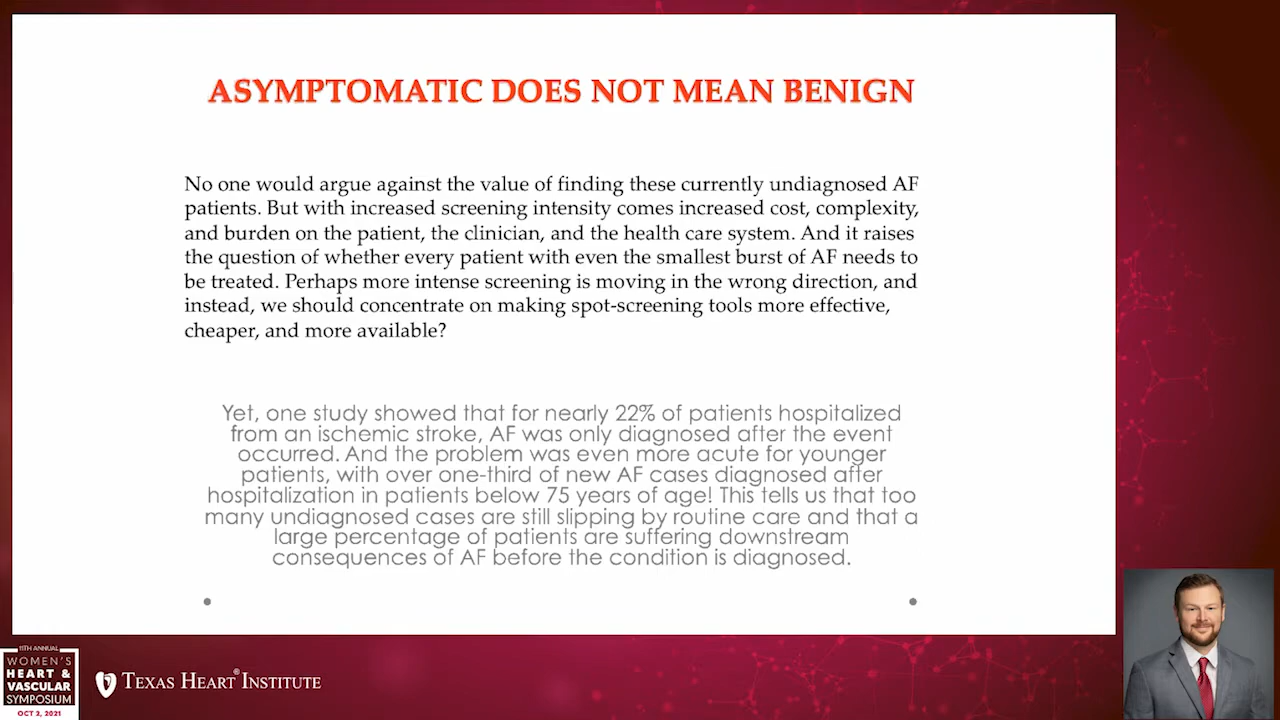 ASYMPTOMATIC DOES NOT MEAN BENIGN
No one would argue against the value of finding these currently undiagnosed AF
patients. But with increased screening intensity comes increased cost, complexity,
and burden on the patient, the clinician, and the health care system. And it raises
the question of whether every patient with even the smallest burst of AF needs to
be treated. Perhaps more intense screening is moving in the wrong direction, and
instead, we should concentrate on making spot-screening tools more effective,
cheaper, and more available?
Yet, one study showed that for nearly 22% of patients hospitalized
from an ischemic stroke, AF was only diagnosed after the event
occurred. And the problem was even more acute for younger
patients, with over one-third of new AF cases diagnosed after
hospitalization in patients below 75 years of age! This tells us that too
many undiagnosed cases are still slipping by routine care and that a
large percentage of patients are suffering downstream
consequences of AF before the condition is diagnosed.
11TH ANNUAL
WOMEN'S
HEART &
VASCULAR
SYMPOSIUM
OCT 2, 2021
TEXAS HEART® INSTITUTE